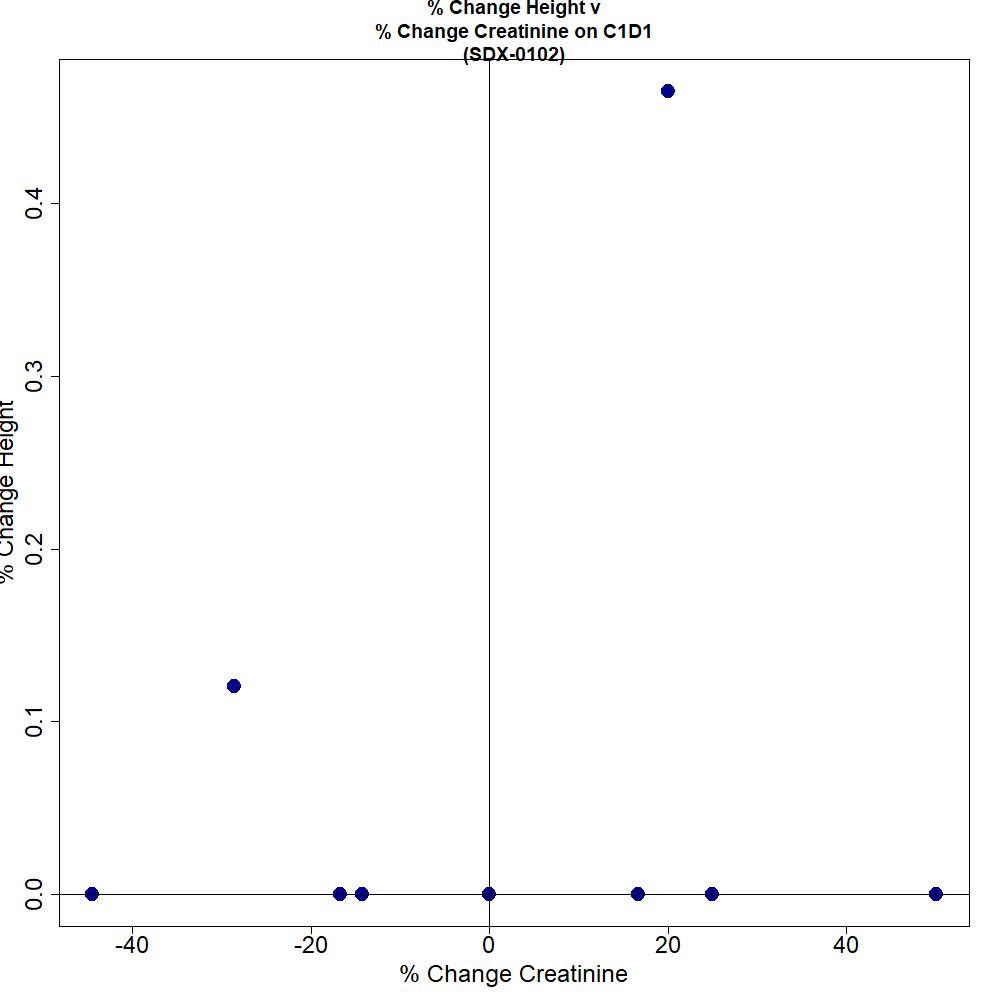 % Change Height v
% Change Creatinine on C1D1
(SDX-0102)
% Change Height
0.4
0.3
0.2
0.1
0.0
-40
-20
0
20
40
% Change Creatinine